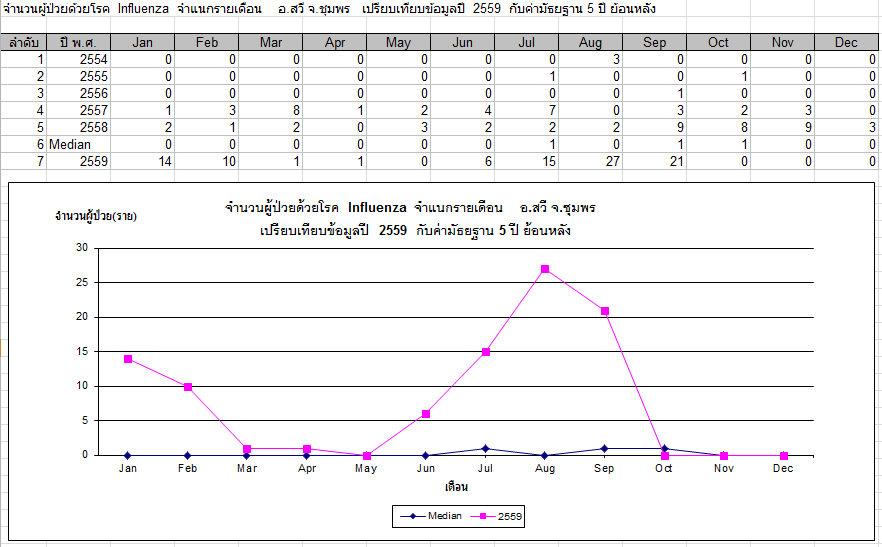 จำนวนผู้ป่วยด้วยโรค Influenza จำแนกรายเดือน อ.สวี จ.ชุมพร เปรียบเทียบข้อมูลปี 2559 กับค่ามัธยฐาน 5 ปี ย้อนหลัง
ลำดับ ปี พ.ศ. Jan Feb Mar Apr May Jun Jul Aug Sep Oct Nov Dec
1 2554 0 0 0 0 0 0 0 3 0 0 0 0
2 2555 0 0 0 0 0 0 1 0 0 1 0 0
3 2556 0 0 0 0 0 0 0 0 1 0 0 0
4 2557 1 3 8 1 2 4 7 0 3 2 3 0
5 2558 2 1 2 0 3 2 2 2 9 8 9 3
6 Median 0 0 0 0 0 0 1 0 1 1 0 0
7 2559 14 10 1 1 0 6 15 27 21 0 0 0
จำนวนผู้ป่วยด้วยโรค Influenza จำแนกรายเดือน อ.สวี จ.ชุมพร
เปรียบเทียบข้อมูลปี 2559 กับค่ามัธยฐาน 5 ปี ย้อนหลัง
จำนวนผู้ป่วย(ราย)
30
25
20
15
10
5
0
Jan Feb Mar Apr May Jun Jul Aug Sep Oct Nov Dec
เดือน
Median 2559